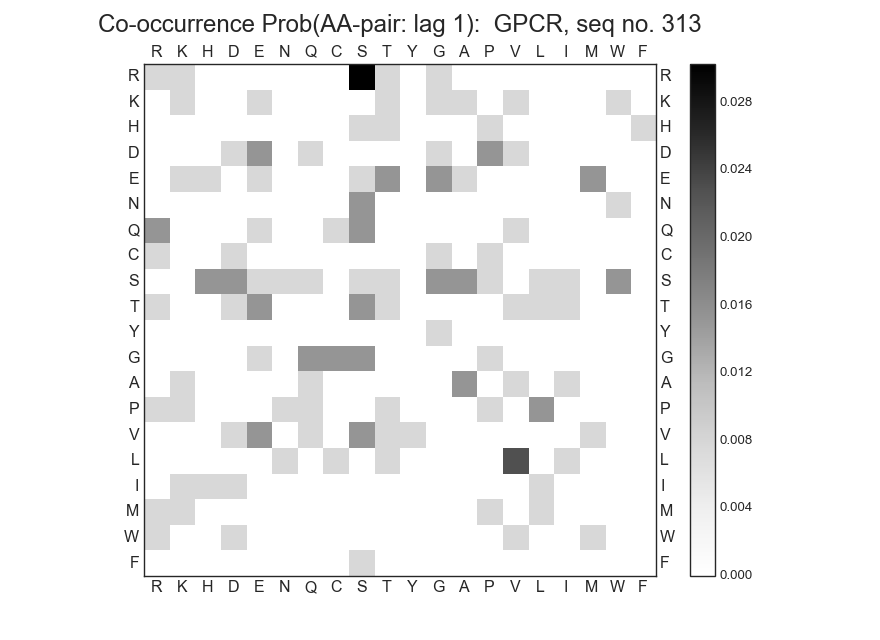 Co-occurrence Prob(AA-pair: lag 1):  GPCR, seq no. 313
R K H D E N Q C S T Y G A P V L I M W F
R R
K K
H H
D D
E E
N N
Q Q
C C
S S
T T
Y Y
G G
A A
P P
V V
L L
I I
M M
W W
F F
R K H D E N Q C S T Y G A P V L I M W F
0.028
0.024
0.020
0.016
0.012
0.008
0.004
0.000